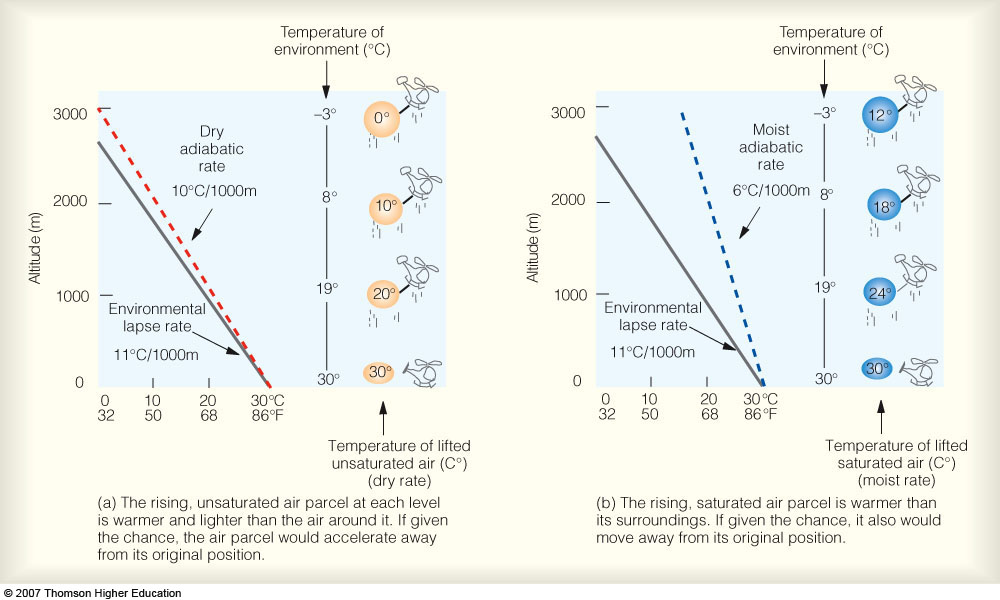 Temperature of
environment (°C)
3000
2000
1000
0
Altitude (m)
Dry
adiabatic
rate
10°C/1000m
Environmental
lapse rate
11°C/1000m
–3°
8°
19°
30°
0°
10°
20°
30°
0 10 20 30°C
32 50 68 86°F
Temperature of lifted
unsaturated air (C°)
(dry rate)
(a) The rising, unsaturated air parcel at each level
is warmer and lighter than the air around it. If given
the chance, the air parcel would accelerate away
from its original position.
Temperature of
environment (°C)
3000
2000
1000
0
Altitude (m)
Moist
adiabatic
rate
6°C/1000m
Environmental
lapse rate
11°C/1000m
–3°
8°
19°
30°
12°
18°
24°
30°
0 10 20 30°C
32 50 68 86°F
Temperature of lifted
saturated air (C°)
(moist rate)
(b) The rising, saturated air parcel is warmer than
its surroundings. If given the chance, it also would
move away from its original position.
© 2007 Thomson Higher Education